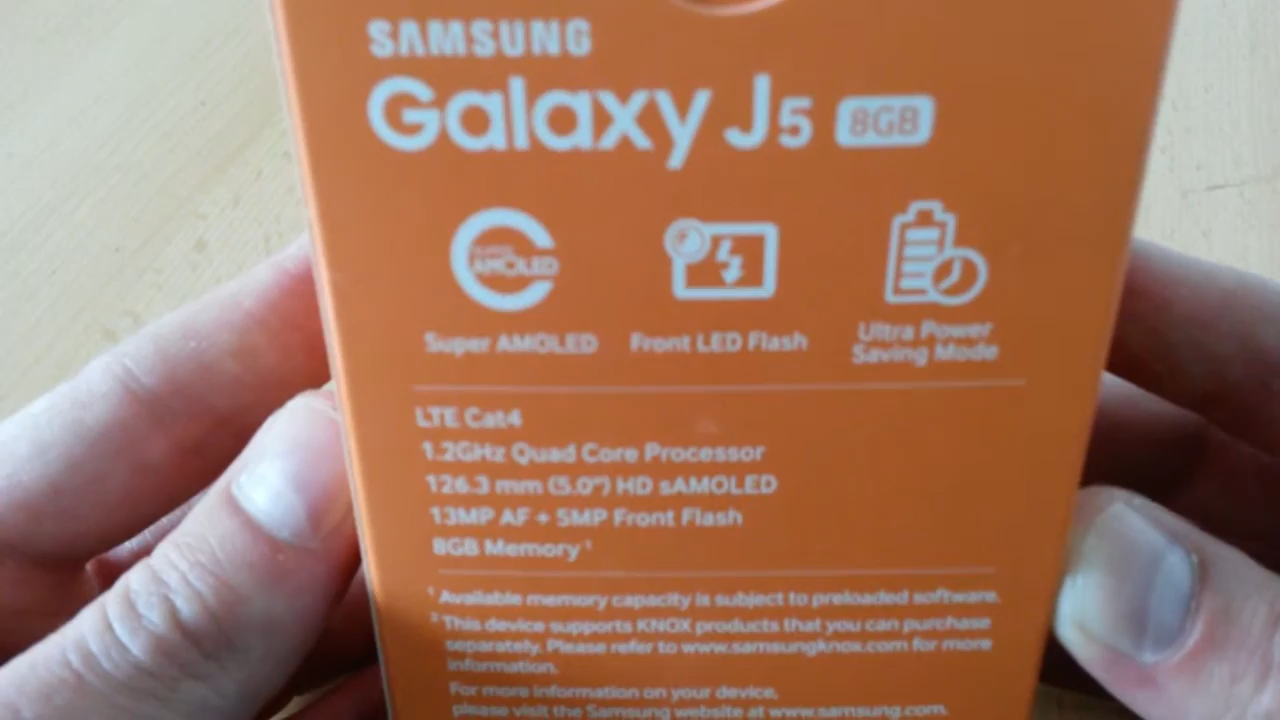 SAMSUNG
Galaxy J5 8GB
SUPER AMOLED
Super AMOLED Front LED Flash Ultra Power
Saving Mode
LTE Cat4
1.2GHz Quad Core Processor
126.3 mm (5.0") HD sAMOLED
13MP AF + 5MP Front Flash
8GB Memory ¹
¹ Available memory capacity is subject to preloaded software.
² This device supports KNOX products that you can purchase
separately. Please refer to www.samsungknox.com for more
information.
For more information on your device,
please visit the Samsung website at www.samsung.com.